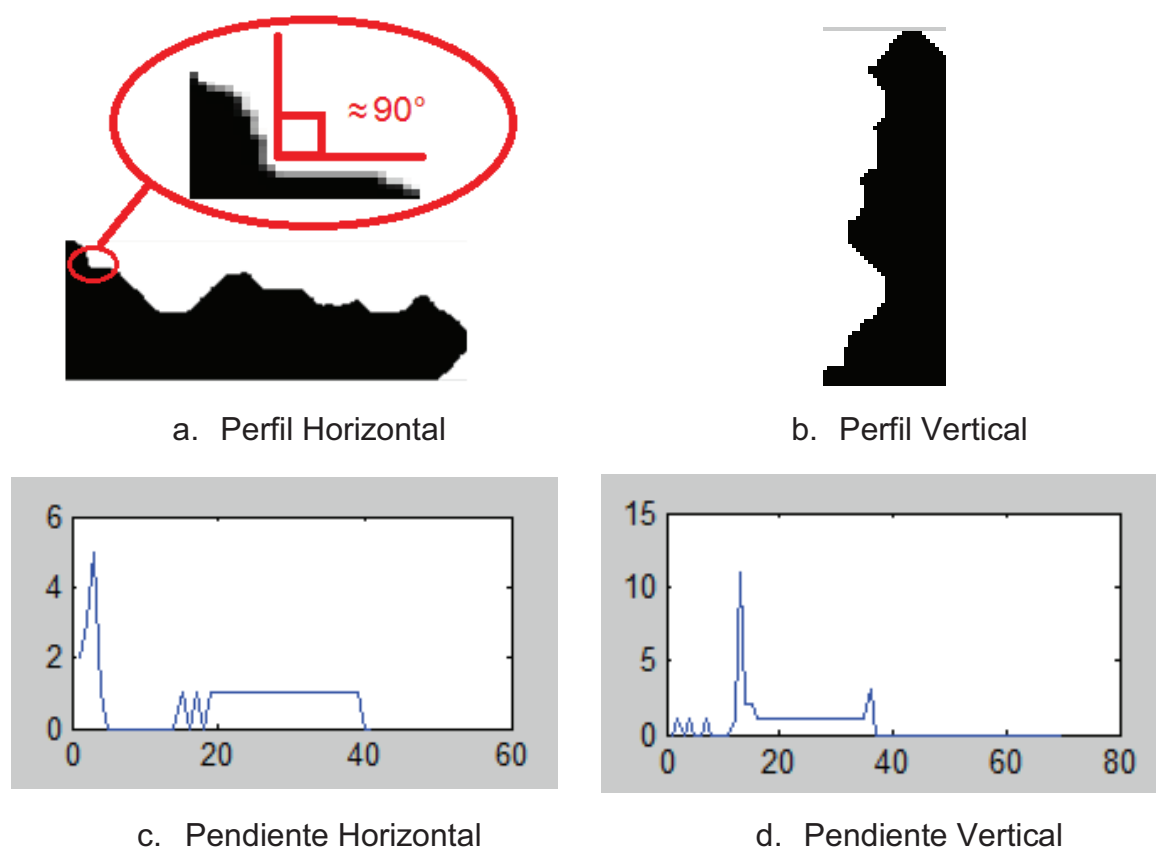 ≈90°
a. Perfil Horizontal
b. Perfil Vertical
6
4
2
0
0 20 40 60
c. Pendiente Horizontal
15
10
5
0
0 20 40 60 80
d. Pendiente Vertical